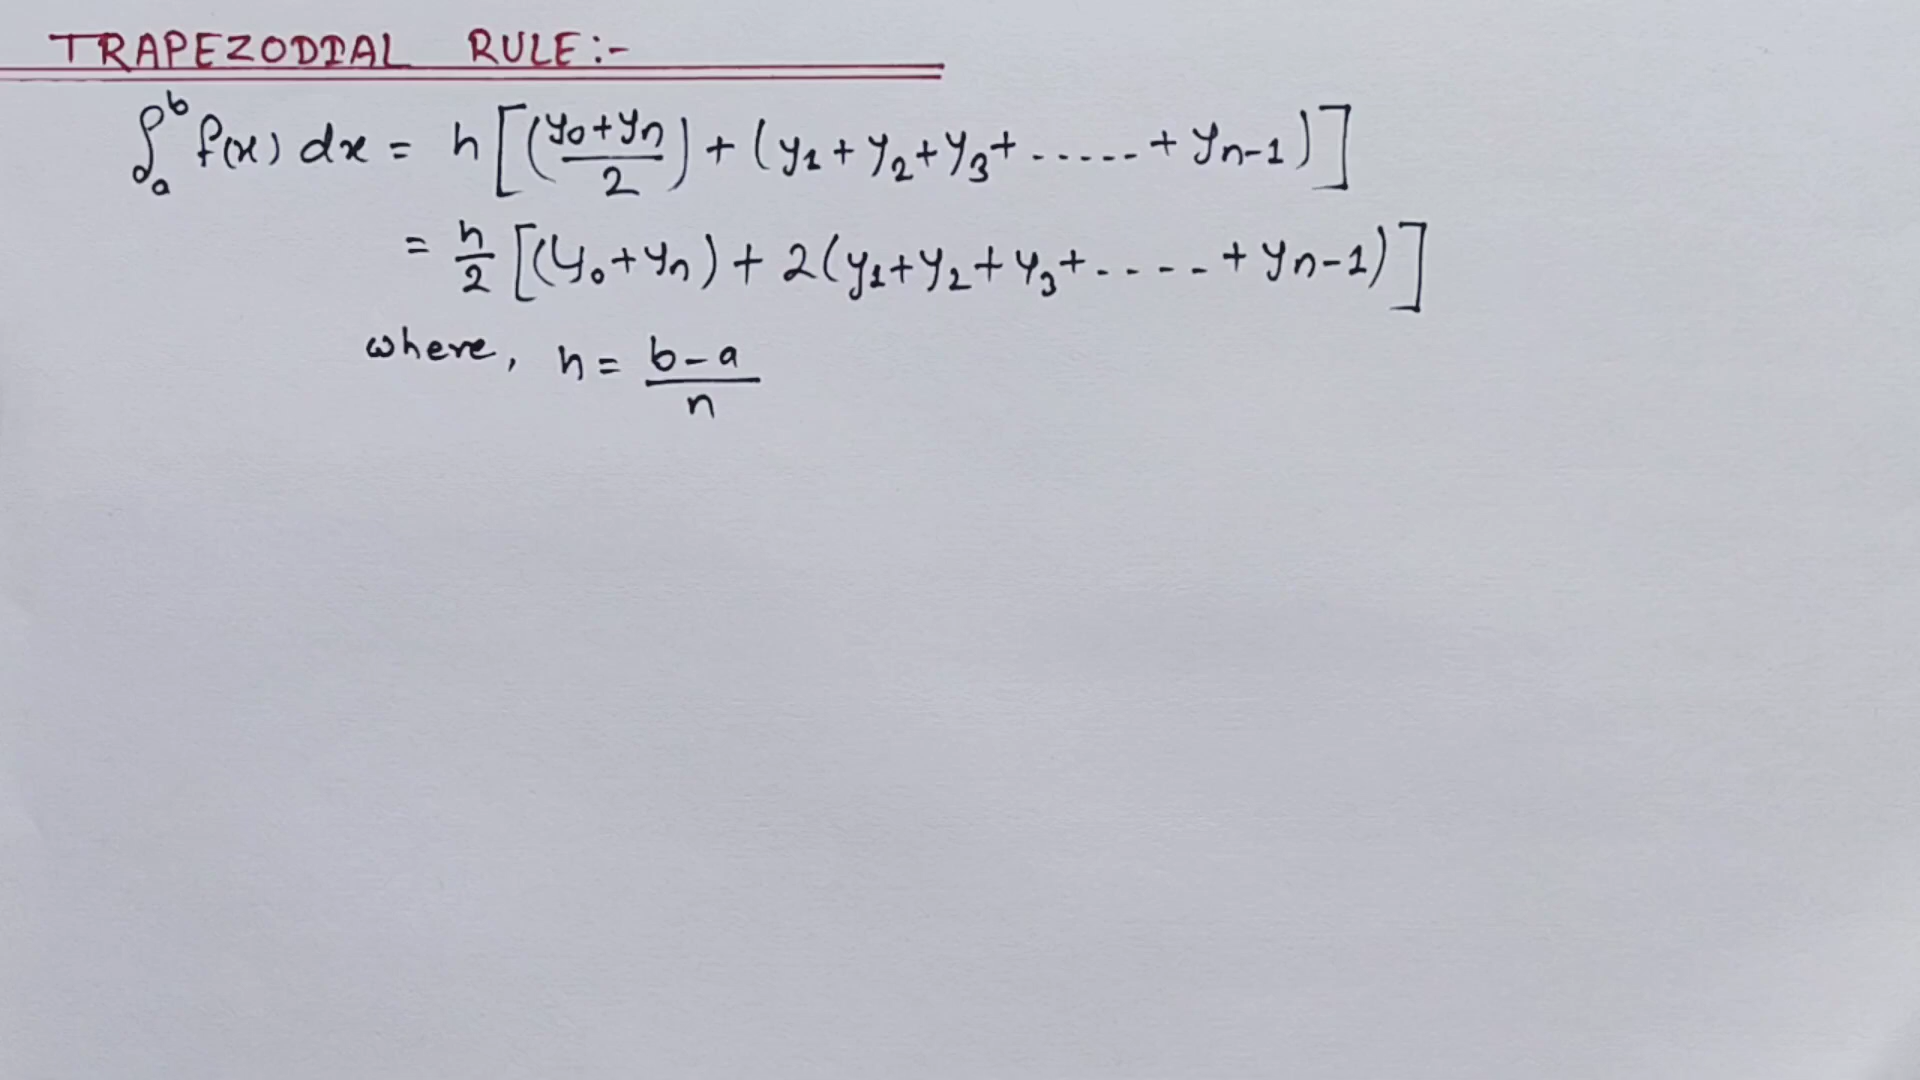 TRAPEZODIAL RULE:-
∫ₐᵇ f(x) dx = h[((y₀+yₙ)/2) + (y₁+y₂+y₃+.....+yₙ₋₁)]
= h/2 [(y₀+yₙ) + 2(y₁+y₂+y₃+.....+yₙ₋₁)]
where, h = (b-a)/n